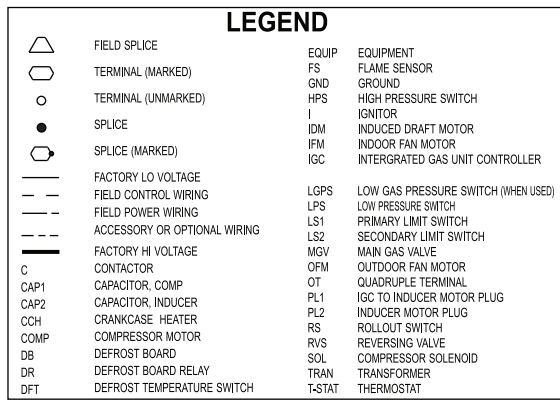 LEGEND
FIELD SPLICE
TERMINAL (MARKED)
TERMINAL (UNMARKED)
SPLICE
SPLICE (MARKED)
FACTORY LO VOLTAGE
FIELD CONTROL WIRING
FIELD POWER WIRING
ACCESSORY OR OPTIONAL WIRING
FACTORY HI VOLTAGE
C CONTACTOR
CAP1 CAPACITOR, COMP
CAP2 CAPACITOR, INDUCER
CCH CRANKCASE HEATER
COMP COMPRESSOR MOTOR
DB DEFROST BOARD
DR DEFROST BOARD RELAY
DFT DEFROST TEMPERATURE SWITCH
EQUIP EQUIPMENT
FS FLAME SENSOR
GND GROUND
HPS HIGH PRESSURE SWITCH
I IGNITOR
IDM INDUCED DRAFT MOTOR
IFM INDOOR FAN MOTOR
IGC INTERGRATED GAS UNIT CONTROLLER
LGPS LOW GAS PRESSURE SWITCH (WHEN USED)
LPS LOW PRESSURE SWITCH
LS1 PRIMARY LIMIT SWITCH
LS2 SECONDARY LIMIT SWITCH
MGV MAIN GAS VALVE
OFM OUTDOOR FAN MOTOR
OT QUADRUPLE TERMINAL
PL1 IGC TO INDUCER MOTOR PLUG
PL2 INDUCER MOTOR PLUG
RS ROLLOUT SWITCH
RVS REVERSING VALVE
SOL COMPRESSOR SOLENOID
TRAN TRANSFORMER
T-STAT THERMOSTAT